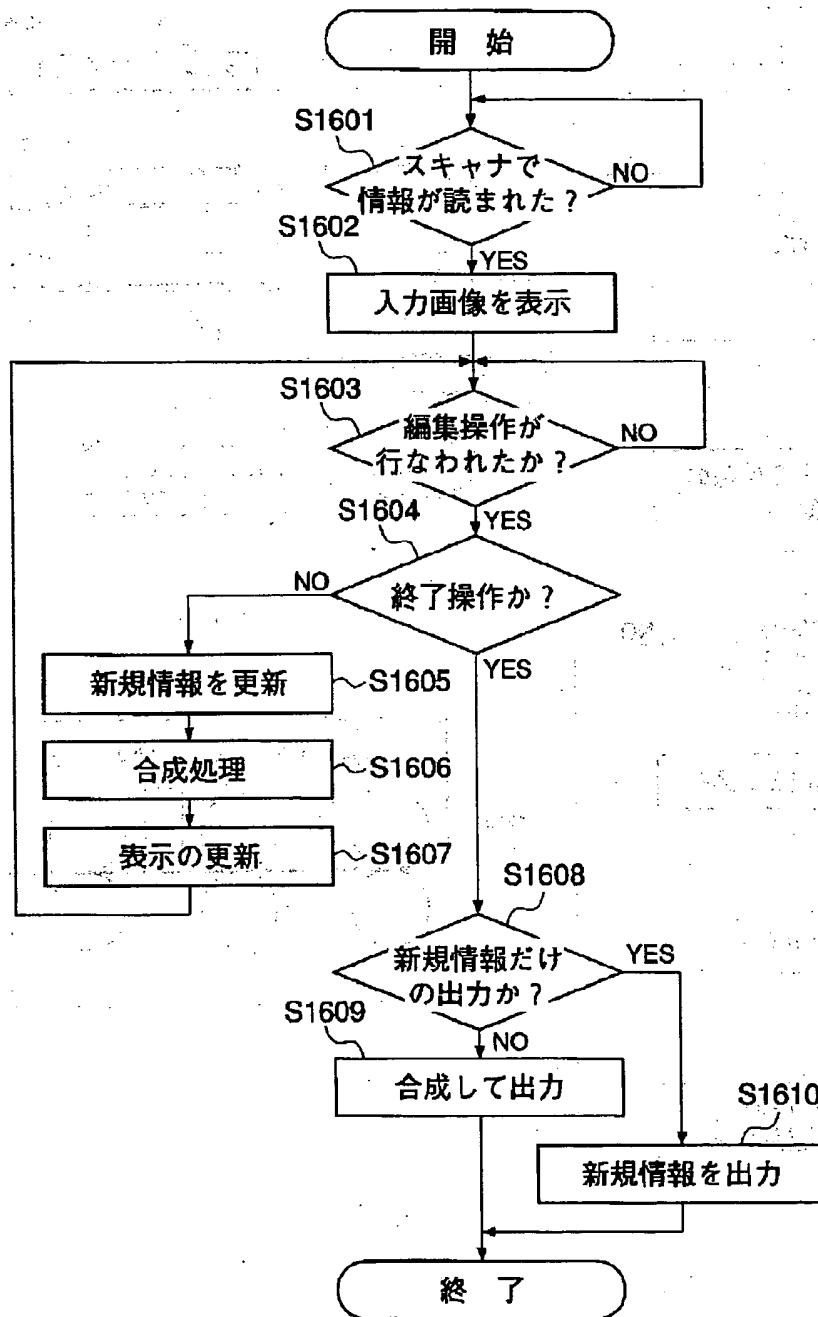 開 始
S1601
スキャナで
情報が読まれた?
NO
S1602
YES
入力画像を表示
S1603
編集操作が
行なわれたか?
NO
S1604
YES
終了操作か?
NO
YES
新規情報を更新
S1605
合成処理
S1606
表示の更新
S1607
S1608
新規情報だけ
の出力か?
YES
S1609
NO
合成して出力
S1610
新規情報を出力
終 了